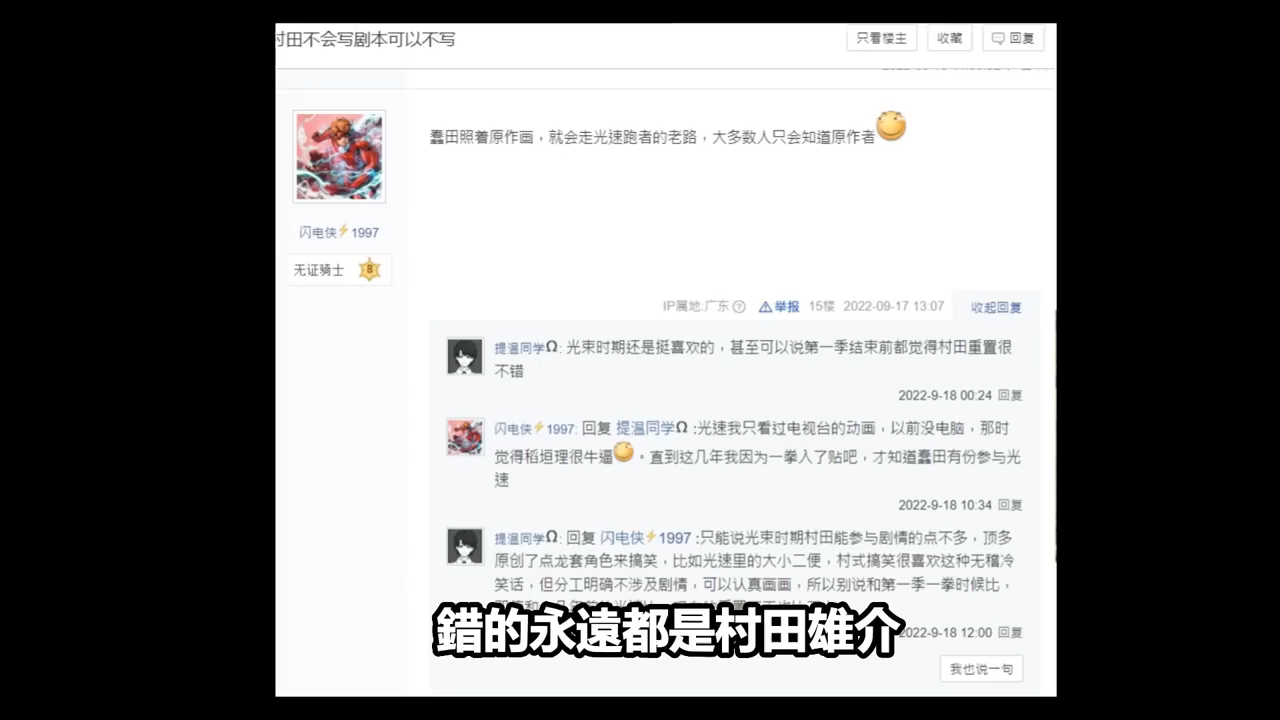 村田不会写剧本可以不写
只看楼主
收藏
回复
蠢田照着原作画，就会走光速跑者的老路，大多数人只会知道原作者
闪电侠⚡1997
无证骑士 8
IP属地:广东 举报 15楼 2022-09-17 13:07 收起回复
提温同学Ω: 光束时期还是挺喜欢的，甚至可以说第一季结束前都觉得村田重置很
不错
2022-9-18 00:24 回复
闪电侠⚡1997: 回复 提温同学Ω :光速我只看过电视台的动画，以前没电脑，那时
觉得稻垣理很牛逼。直到这几年我因为一拳入了贴吧，才知道蠢田有份参与光
速
2022-9-18 10:34 回复
提温同学Ω: 回复 闪电侠⚡1997 :只能说光束时期村田能参与剧情的点不多，顶多
原创了点龙套角色来搞笑，比如光速里的大小二便，村式搞笑很喜欢这种无稽冷
笑话，但分工明确不涉及剧情，可以认真画画，所以别说和第一季一拳时候比，
錯的永遠都是村田雄介
2022-9-18 12:00 回复
我也说一句